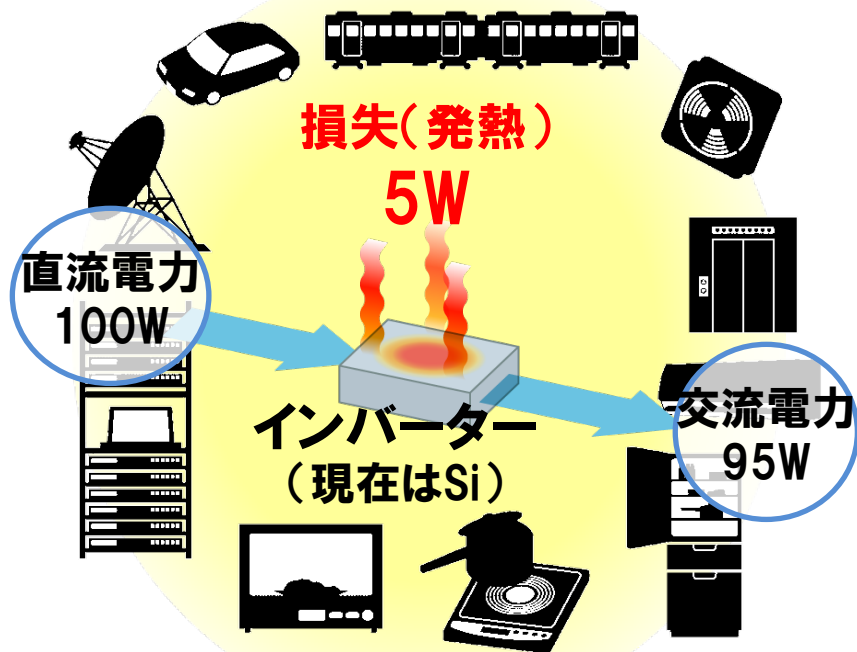 損失(発熱)
5W
直流電力
100W
インバーター
(現在はSi)
交流電力
95W